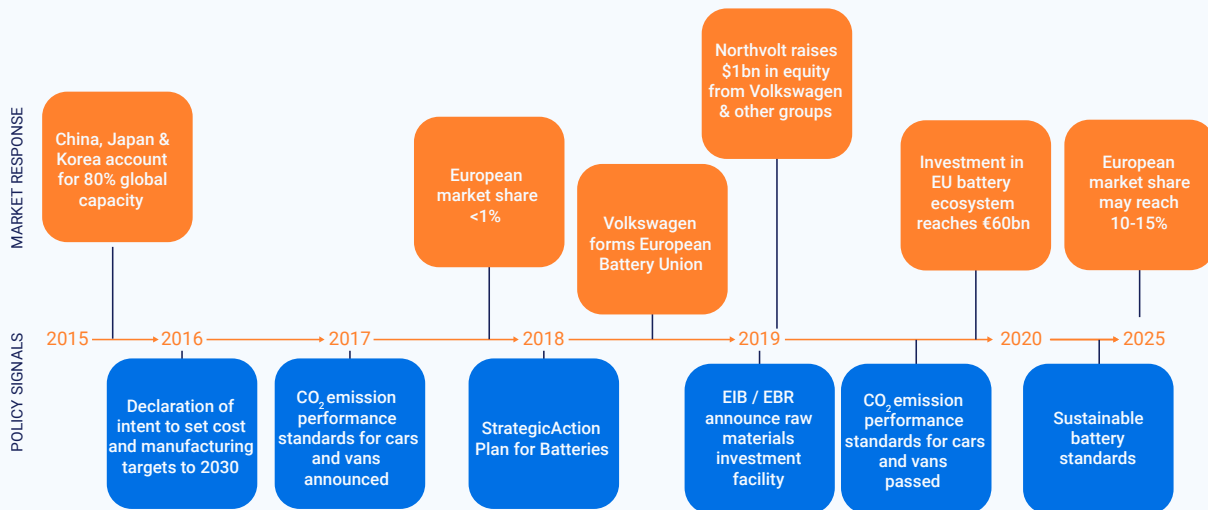 MARKET RESPONSE
China, Japan &
Korea account
for 80% global
capacity
European
market share
<1%
Volkswagen
forms European
Battery Union
Northvolt raises
$1bn in equity
from Volkswagen
& other groups
Investment in
EU battery
ecosystem
reaches €60bn
European
market share
may reach
10-15%
2015 2016 2017 2018 2019 2020 2025
POLICY SIGNALS
Declaration of
intent to set cost
and manufacturing
targets to 2030
CO₂ emission
performance
standards for cars
and vans
announced
StrategicAction
Plan for Batteries
EIB / EBR
announce raw
materials
investment
facility
CO₂ emission
performance
standards for cars
and vans
passed
Sustainable
battery
standards